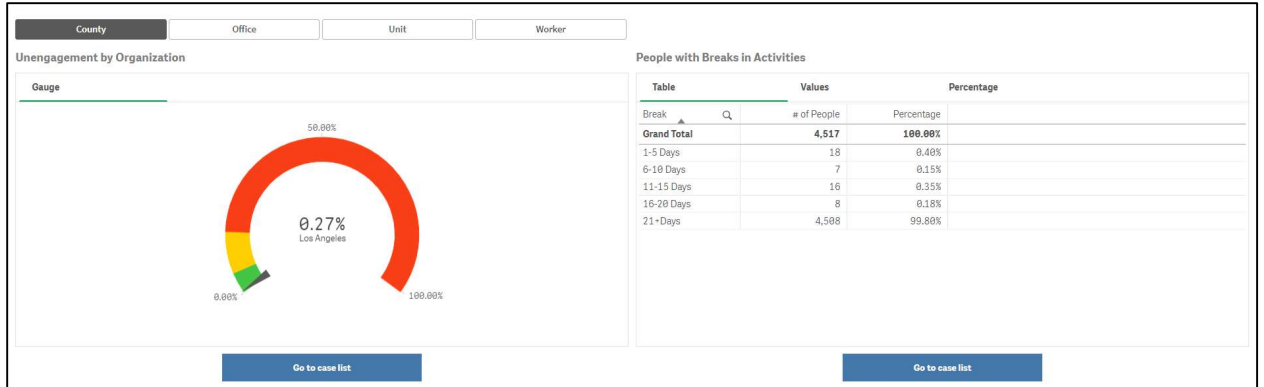 County Office Unit Worker
Unengagement by Organization
Gauge
50.00%
0.27%
Los Angeles
0.00%
100.00%
Go to case list
People with Breaks in Activities
Table Values Percentage
Break # of People Percentage
Grand Total 4,517 100.00%
1-5 Days 18 0.40%
6-10 Days 7 0.15%
11-15 Days 16 0.35%
16-20 Days 8 0.18%
21+Days 4,508 99.80%
Go to case list